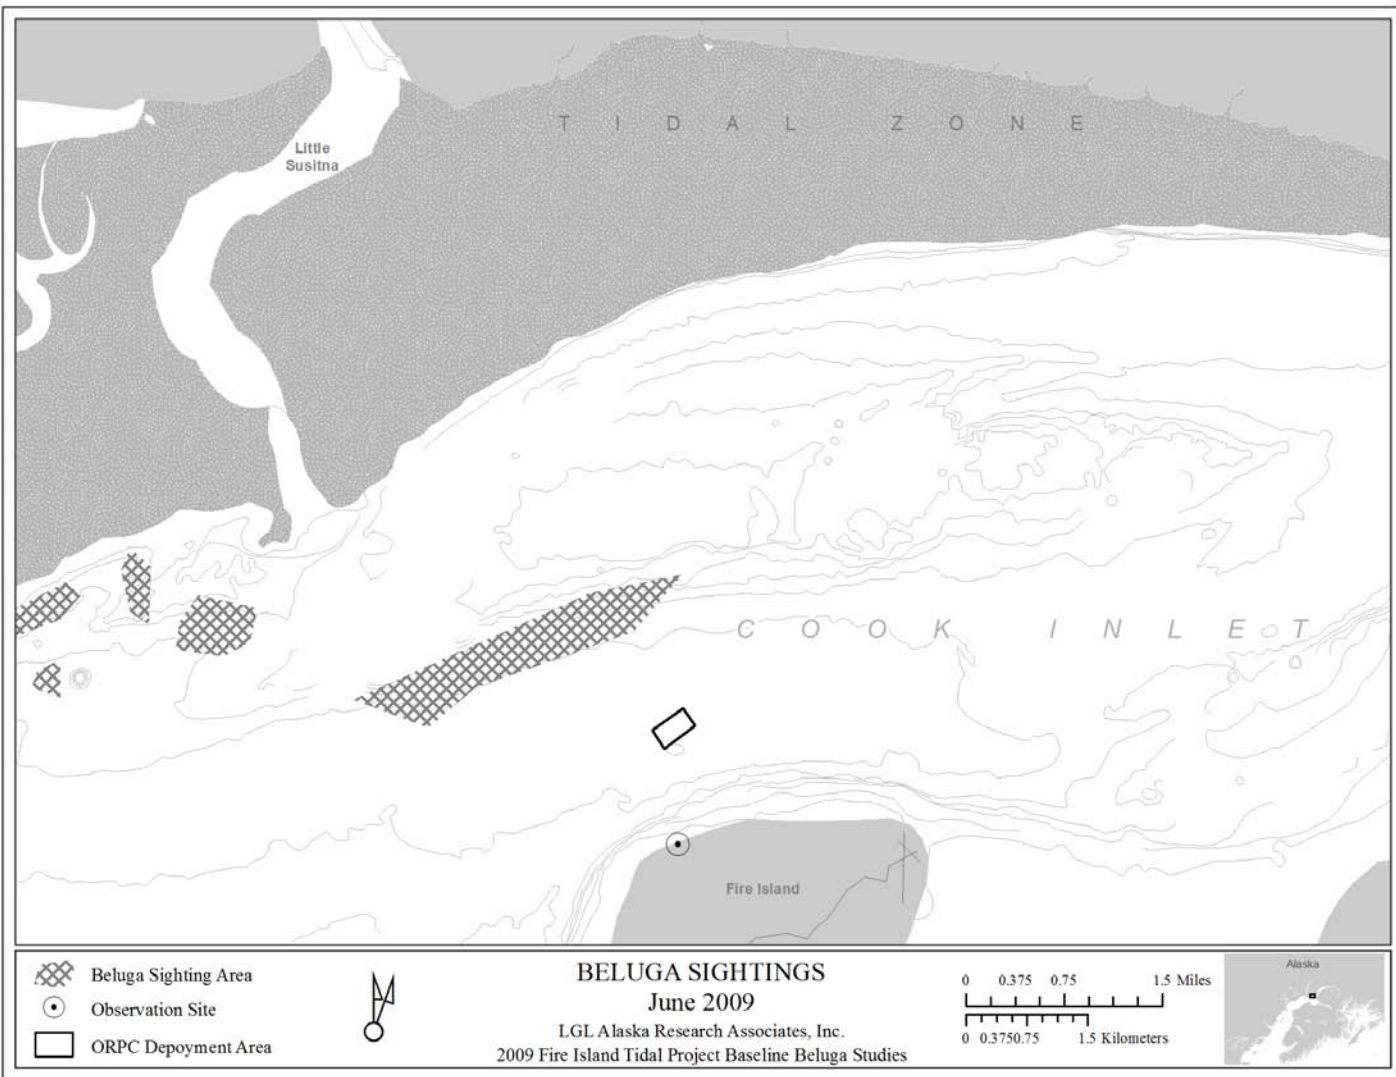 T I D A L Z O N E
Little
Susitna
C O O K I N L E T
Fire Island
Beluga Sighting Area
Observation Site
ORPC Depoyment Area
N
BELUGA SIGHTINGS
June 2009
LGL Alaska Research Associates, Inc.
2009 Fire Island Tidal Project Baseline Beluga Studies
0 0.375 0.75 1.5 Miles
0 0.3750.75 1.5 Kilometers
Alaska